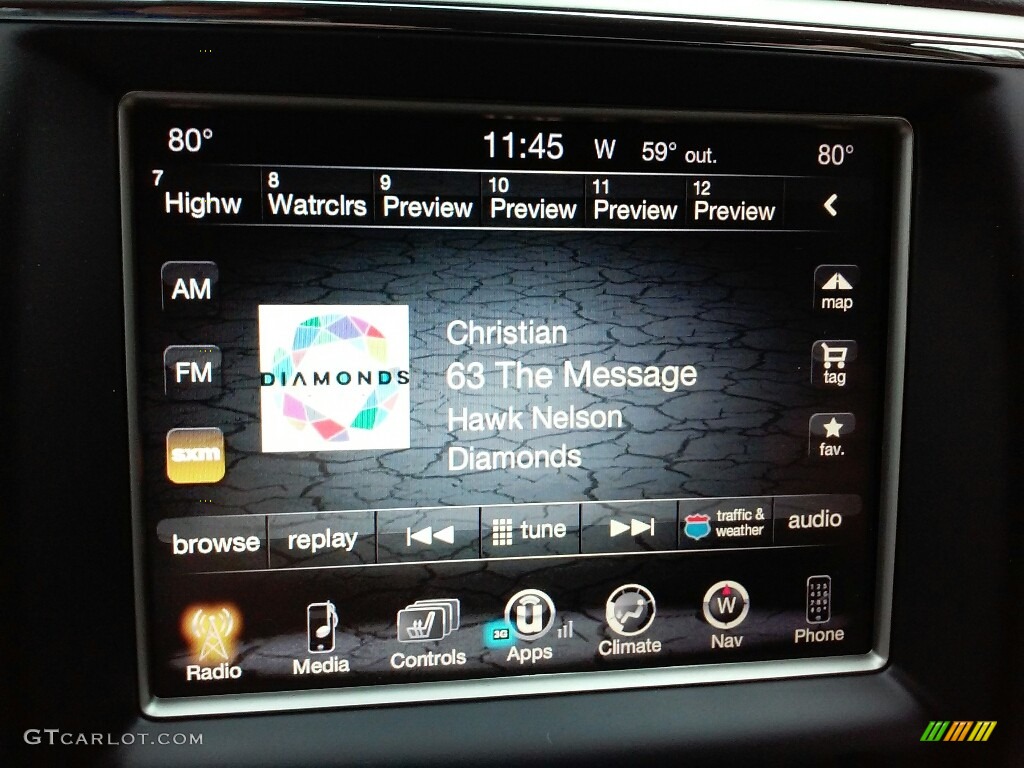 80° 11:45 W 59° out. 80°
7 8 9 10 11 12
Highw Watrclrs Preview Preview Preview Preview
AM
FM
sxm
DIAMONDS
Christian
63 The Message
Hawk Nelson
Diamonds
map
tag
fav.
browse replay tune traffic & weather audio
3G
W
Radio Media Controls Apps Climate Nav Phone
GTCARLOT.COM